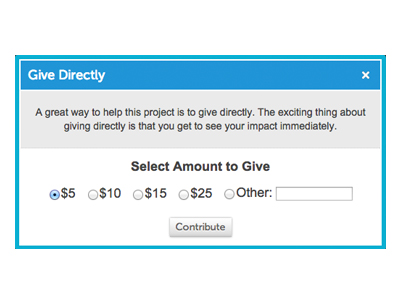 Give Directly ×
A great way to help this project is to give directly. The exciting thing about
giving directly is that you get to see your impact immediately.
Select Amount to Give
$5 $10 $15 $25 Other:
Contribute